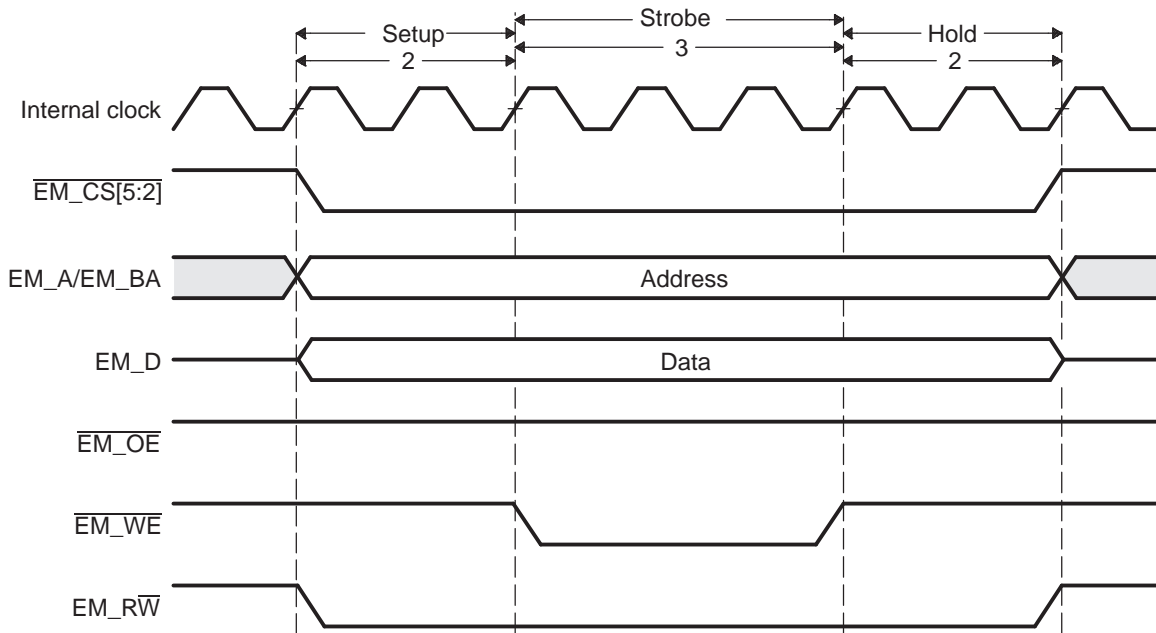 Strobe
Setup
Hold
3
2
2
Internal clock
EM_CS[5:2]
EM_A/EM_BA
Address
EM_D
Data
EM_OE
EM_WE
EM_RW